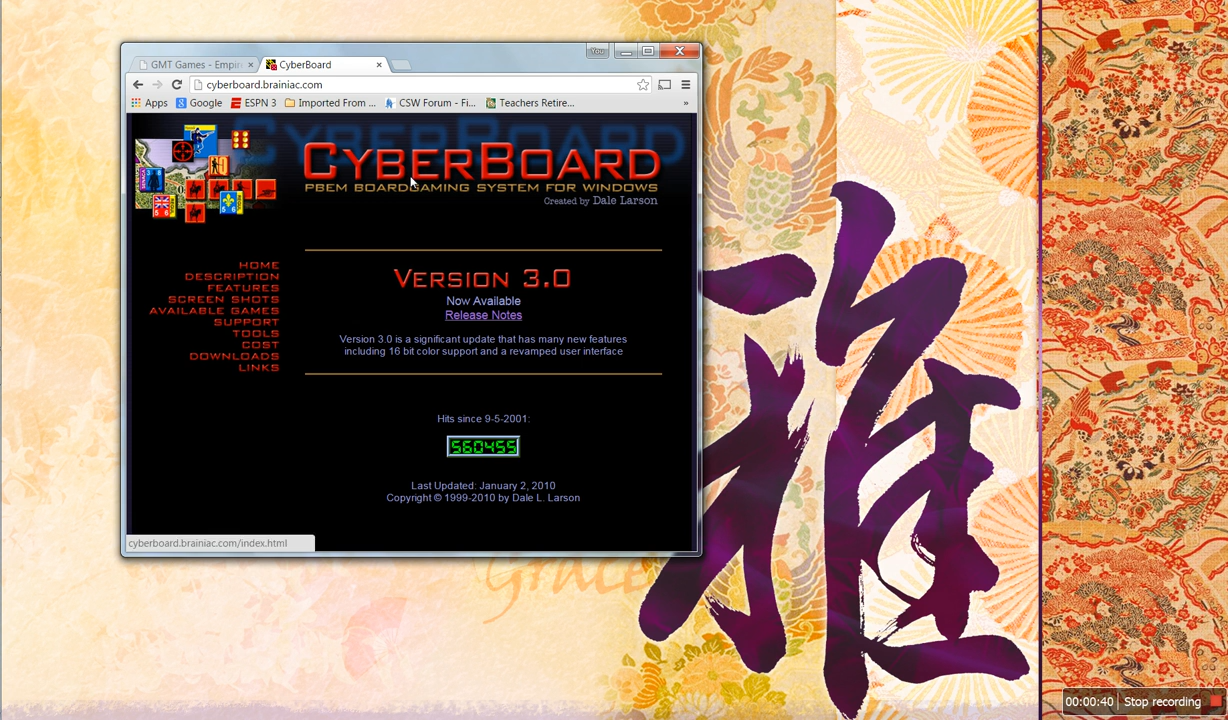 You
GMT Games - Empir
CyberBoard
cyberboard.brainiac.com
Apps
Google
ESPN 3
Imported From ...
CSW Forum - Fi...
Teachers Retire...
»
CYBERBOARD
PBEM BOARDGAMING SYSTEM FOR WINDOWS
Created by Dale Larson
HOME
DESCRIPTION
FEATURES
SCREEN SHOTS
AVAILABLE GAMES
SUPPORT
TOOLS
COST
DOWNLOADS
LINKS
VERSION 3.0
Now Available
Release Notes
Version 3.0 is a significant update that has many new features
including 16 bit color support and a revamped user interface
Hits since 9-5-2001:
560455
Last Updated: January 2, 2010
Copyright © 1999-2010 by Dale L. Larson
cyberboard.brainiac.com/index.html
Grace
雅
00:00:40 Stop recording